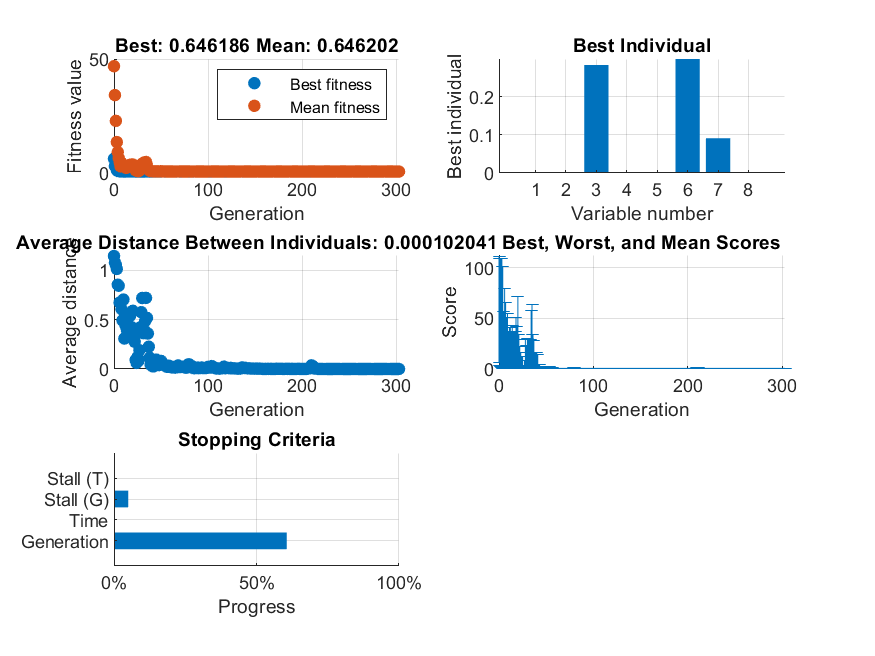 Best: 0.646186 Mean: 0.646202
Fitness value
50
0
Best fitness
Mean fitness
0 100 200 300
Generation
Best Individual
Best individual
0.2
0.1
0
1 2 3 4 5 6 7 8
Variable number
Average Distance Between Individuals: 0.000102041
Average distance
1
0.5
0
0 100 200 300
Generation
Best, Worst, and Mean Scores
Score
100
50
0
0 100 200 300
Generation
Stopping Criteria
Stall (T)
Stall (G)
Time
Generation
0% 50% 100%
Progress